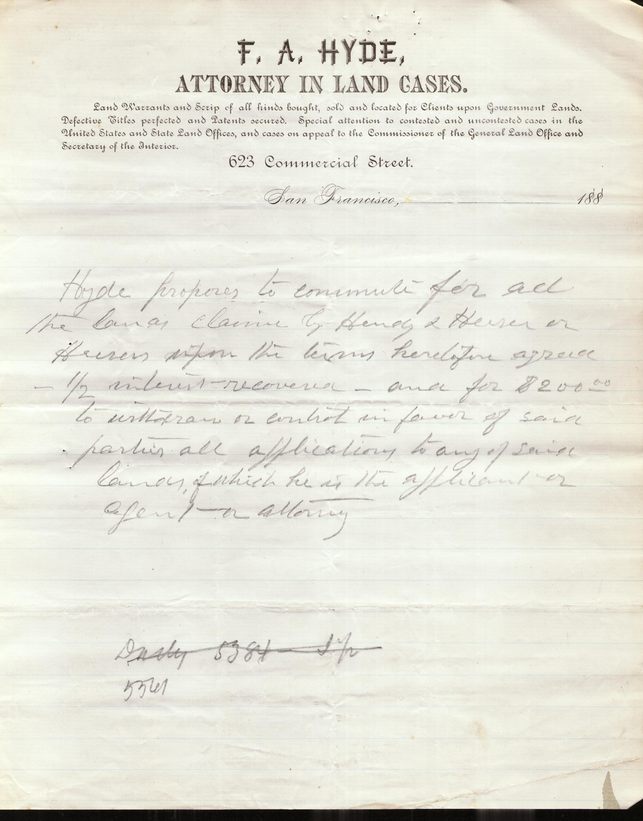 F. A. HYDE,
ATTORNEY IN LAND CASES.
Land Warrants and Scrip of all kinds bought, sold and located for Clients upon Government Lands.
Defective Titles perfected and Patents secured. Special attention to contested and uncontested cases in the
United States and State Land Offices, and cases on appeal to the Commissioner of the General Land Office and
Secretary of the Interior.
623 Commercial Street.
San Francisco, 188
Hyde proposes to commute for all
the lands claimed by & or
upon the terms heretofore agreed
- 1/2 interest recovered - and for $200 00
to withdraw or control in favor of said
parties all applications to any of said
lands, of which he is the applicant or
agent or attorney
5384
5361